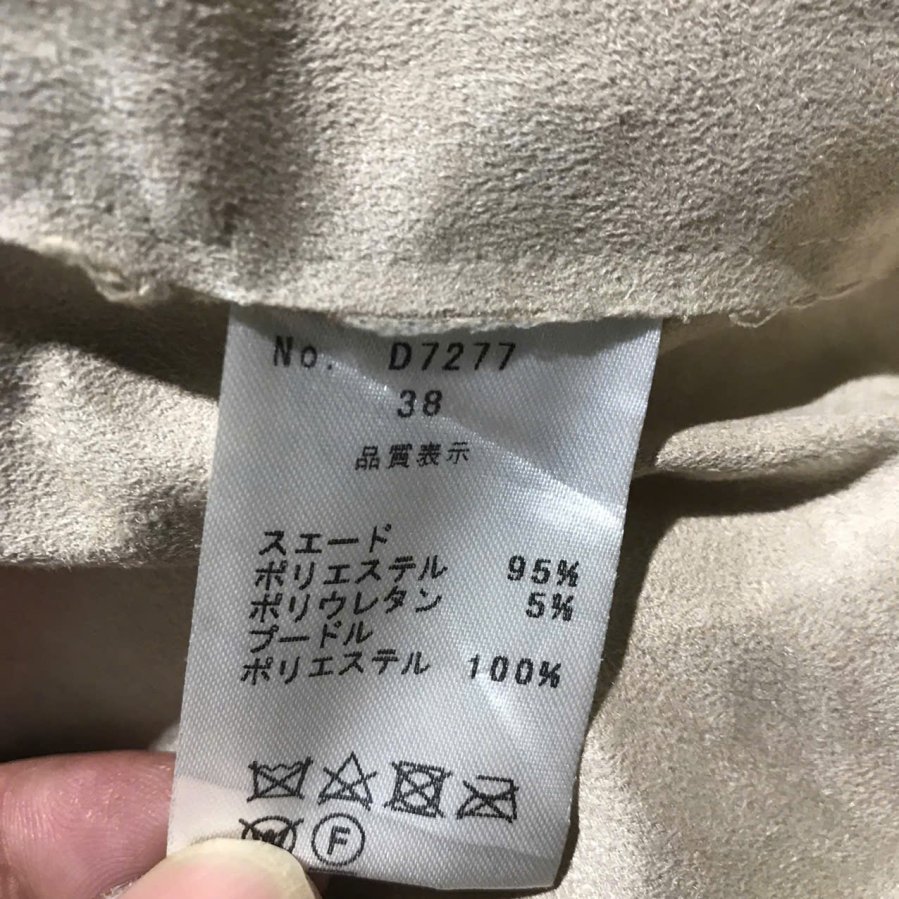 No. D7277
38
品質表示
スエード
ポリエステル 95%
ポリウレタン 5%
プードル
ポリエステル 100%
W F